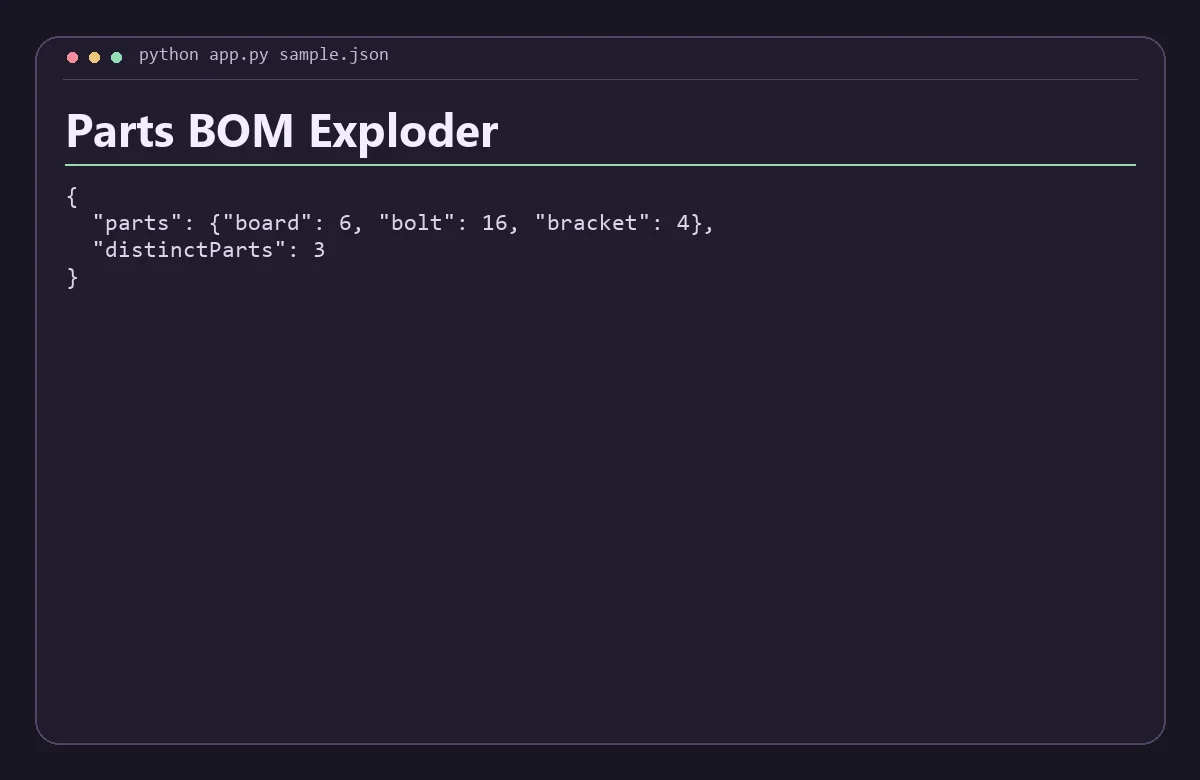 python app.py sample.json
Parts BOM Exploder
{
  "parts": {"board": 6, "bolt": 16, "bracket": 4},
  "distinctParts": 3
}